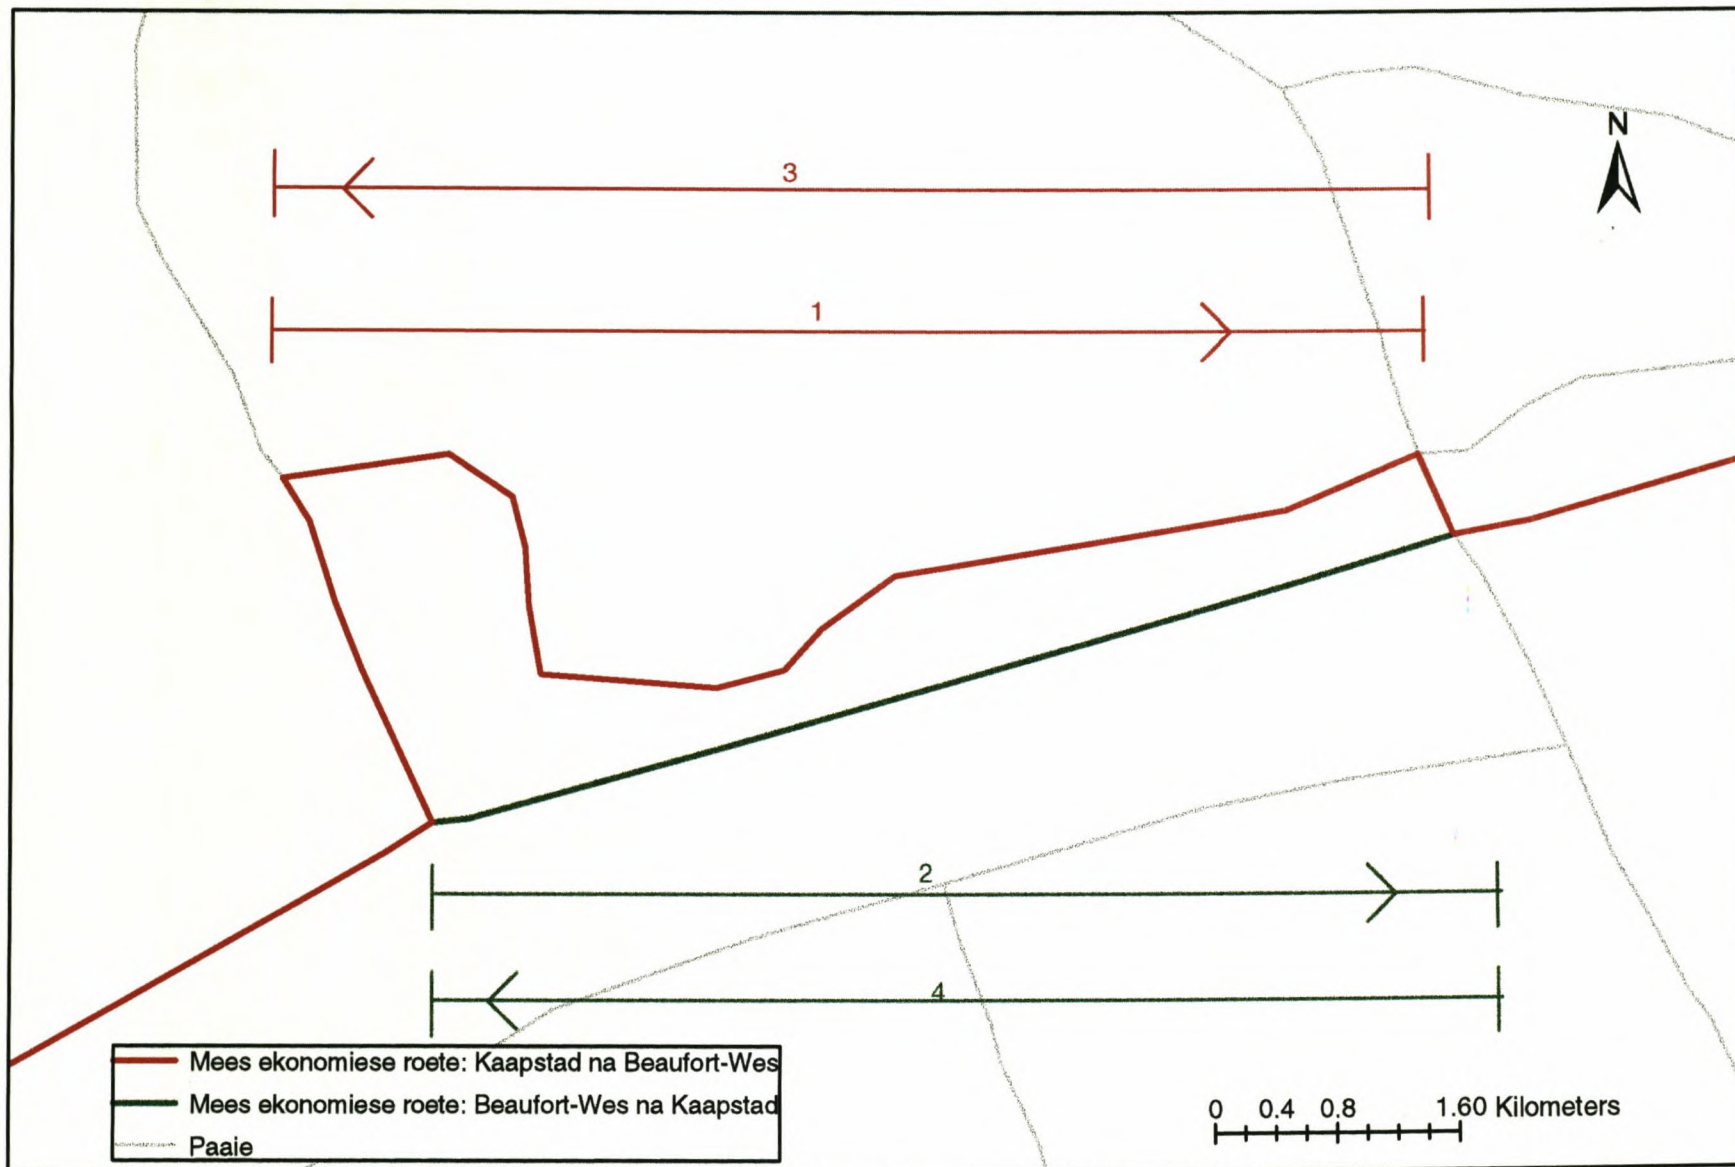 N
3
1
2
4
Mees ekonomiese roete: Kaapstad na Beaufort-Wes
Mees ekonomiese roete: Beaufort-Wes na Kaapstad
Paaie
0 0.4 0.8 1.60 Kilometers